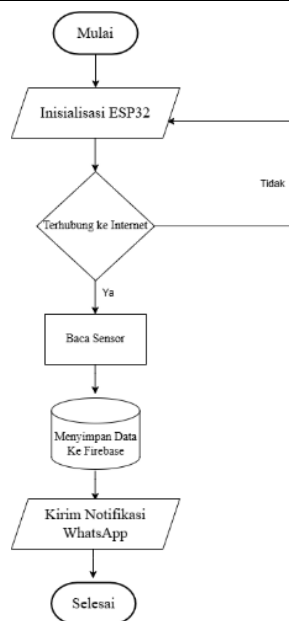 Mulai
Inisialisasi ESP32
Tidak
Terhubung ke Internet
Ya
Baca Sensor
Menyimpan Data
Ke Firebase
Kirim Notifikasi
WhatsApp
Selesai